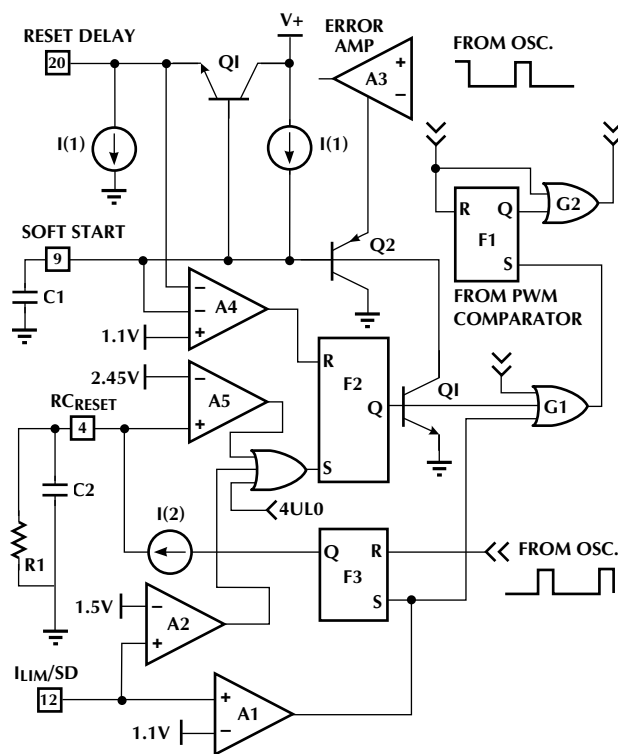 V+
RESET DELAY
ERROR
AMP
FROM OSC.
20
Q1
A3
+
−
I(1)
I(1)
R
Q
G2
F1
S
SOFT START
9
Q2
C1
FROM PWM
COMPARATOR
−
−
A4
+
1.1V
R
F2
2.45V
−
A5
Q1
Q
G1
RCRESET
4
+
C2
S
4UL0
I(2)
R1
Q
R
FROM OSC.
F3
1.5V
−
A2
S
+
ILIM/SD
12
+
A1
1.1V
−